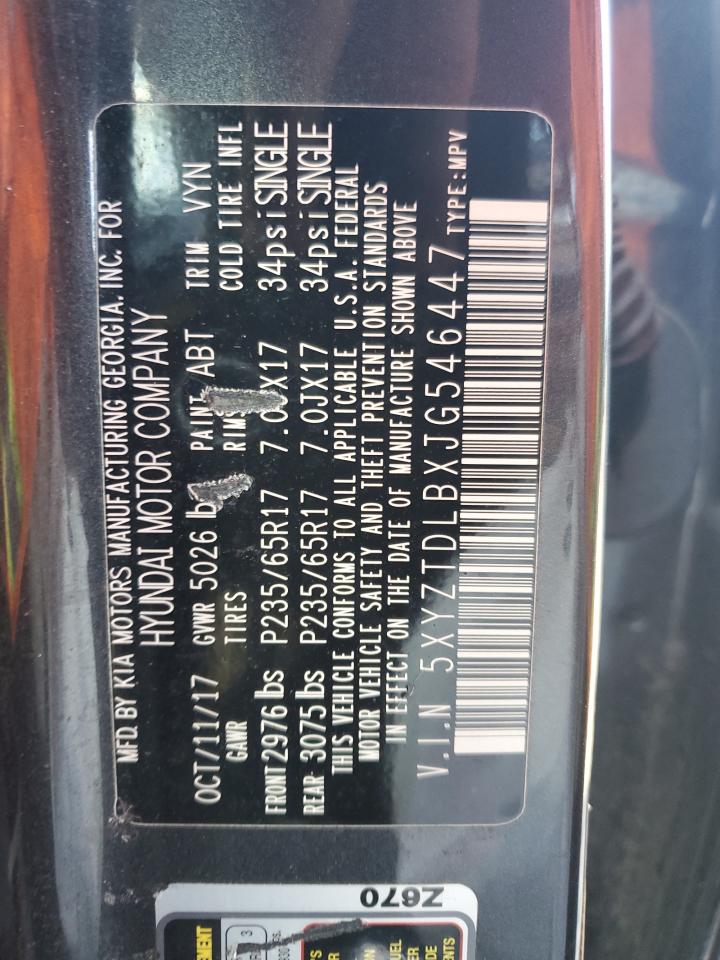 MFD. BY KIA MOTORS MANUFACTURING GEORGIA. INC. FOR
HYUNDAI MOTOR COMPANY
OCT/11/17 GVWR 5026 PAINT ABT TRIM VYN
GAWR TIRES COLD TIRE INFL
FRONT 2976 lbs P235/65R17 7.0JX17 34psi SINGLE
REAR 3075 lbs P235/65R17 7.0JX17 34psi SINGLE
THIS VEHICLE CONFORMS TO ALL APPLICABLE U.S.A. FEDERAL
MOTOR VEHICLE SAFETY AND THEFT PREVENTION STANDARDS
IN EFFECT ON THE DATE OF MANUFACTURE SHOWN ABOVE
V.I.N 5XYZTDLBXJG546447 TYPE:MPV
Z670